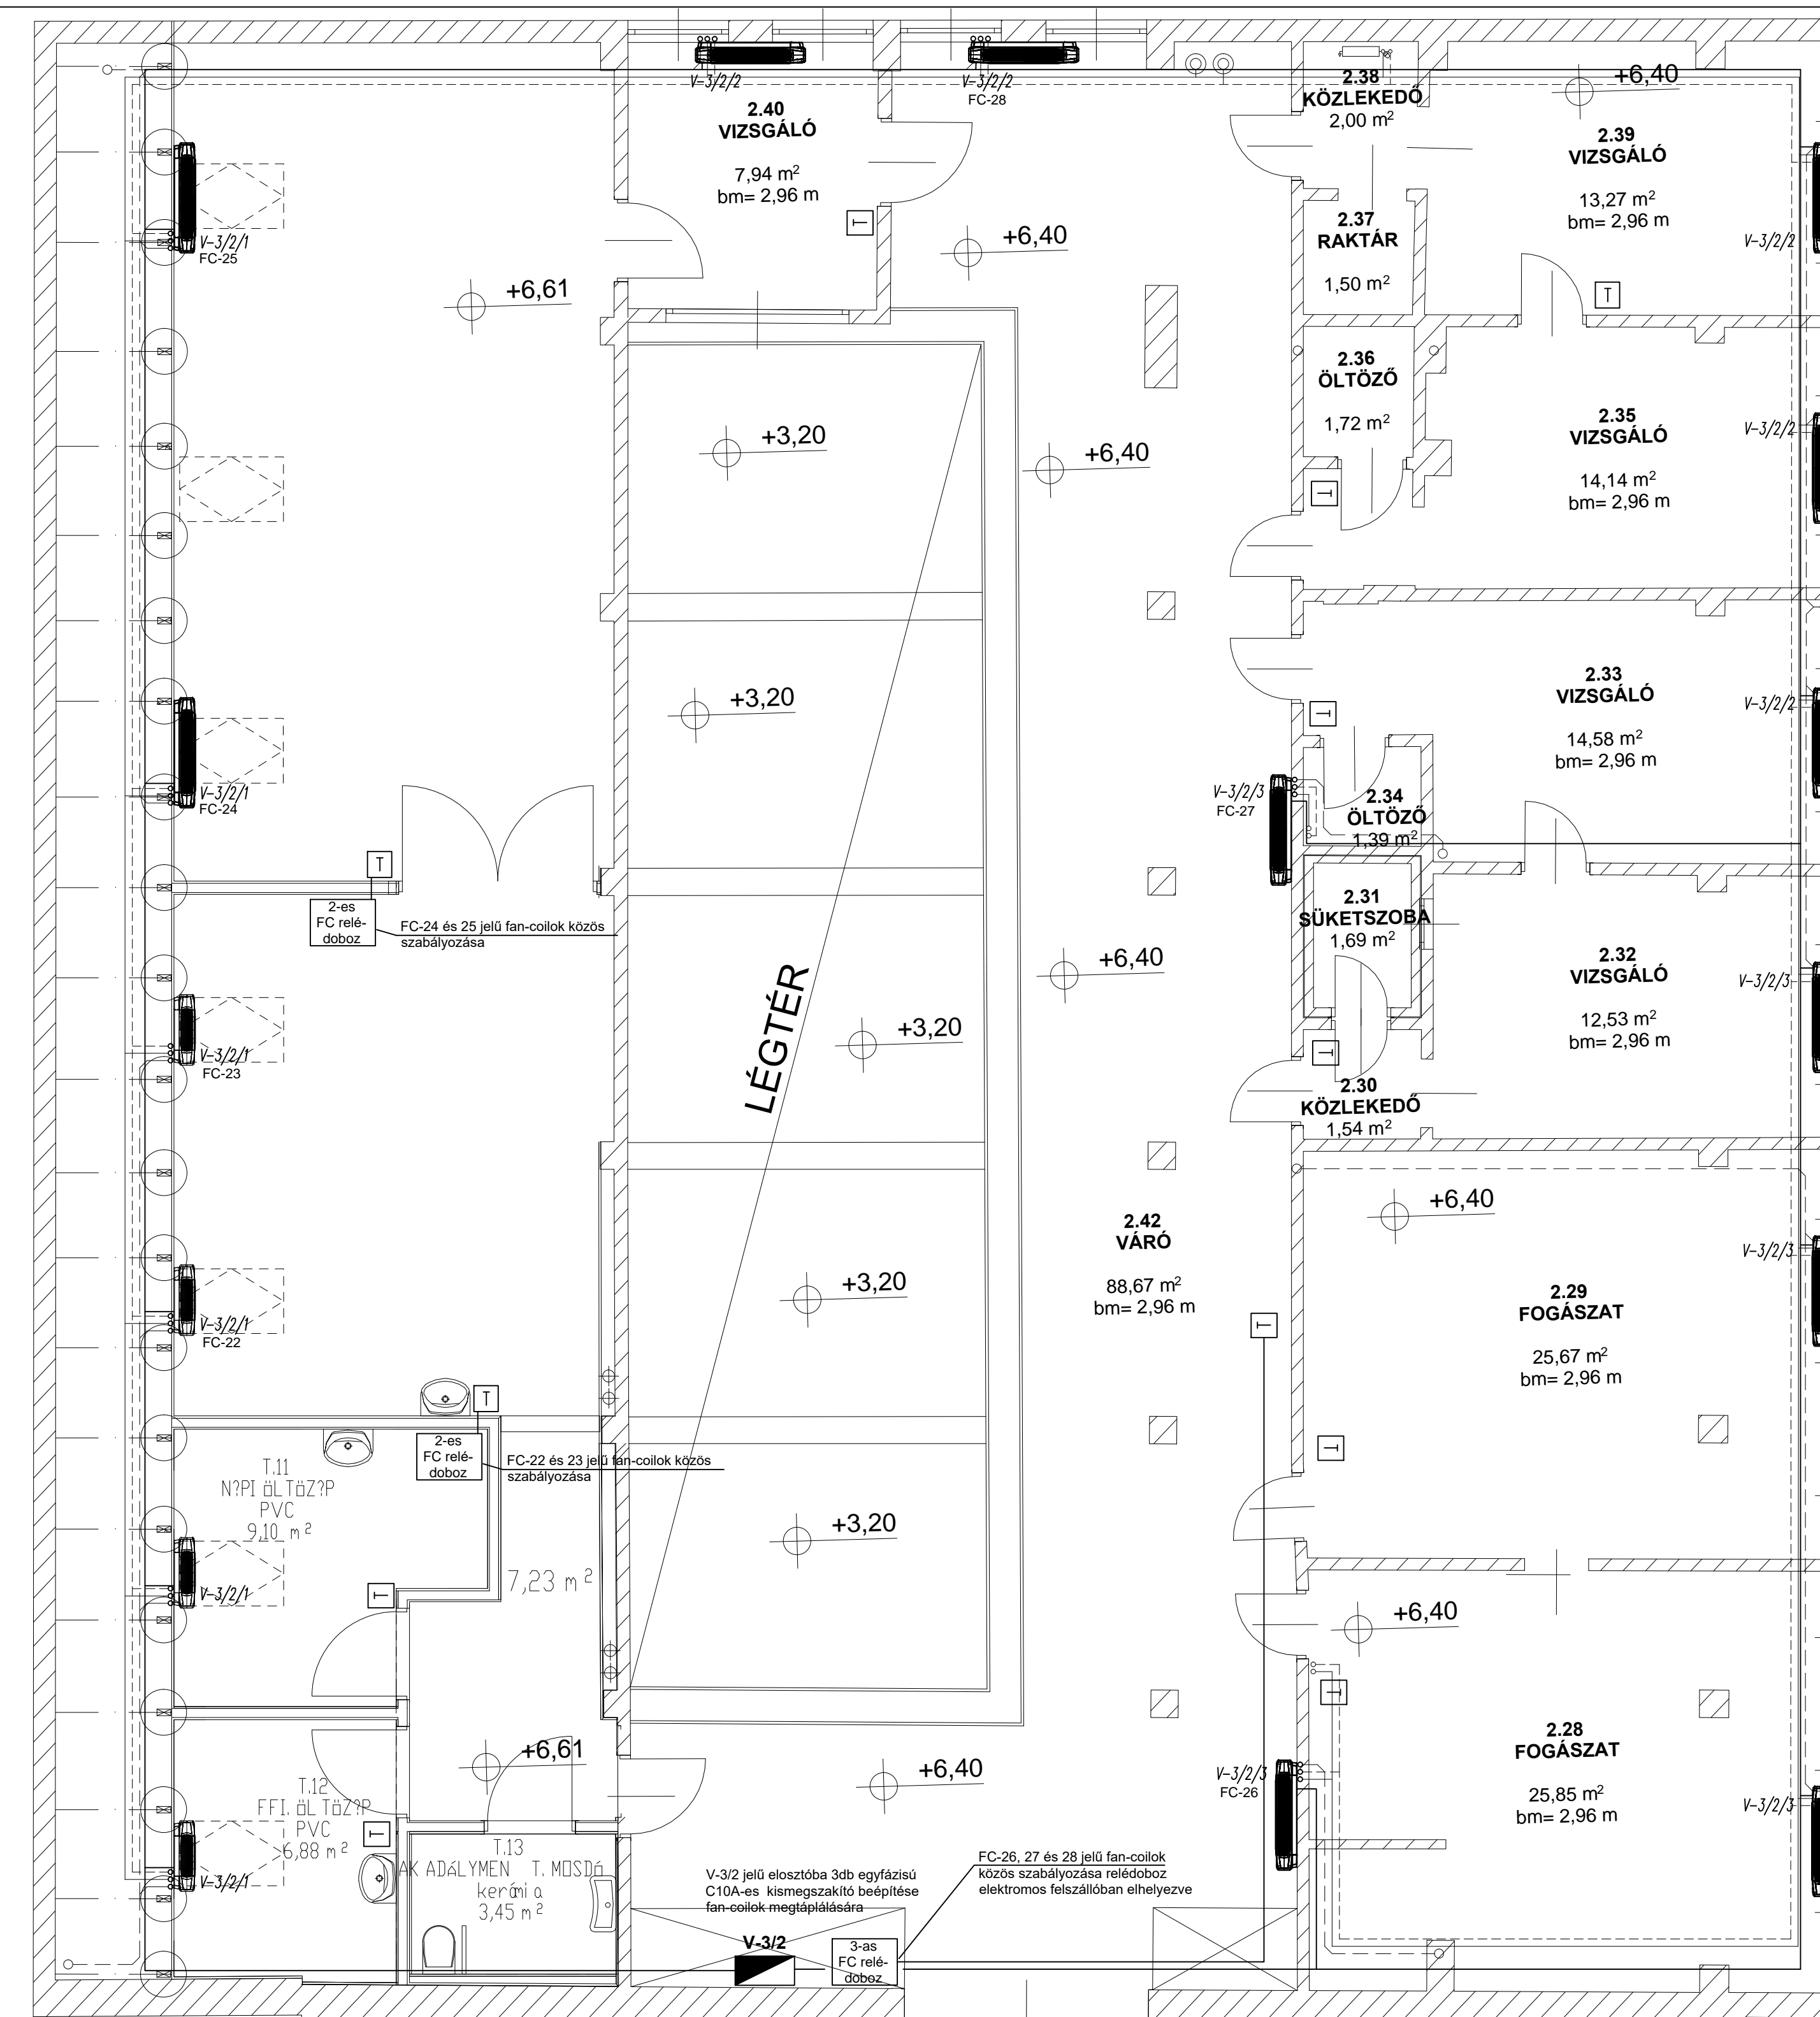 V-3/2/2
V-3/2/2
FC-28
2.40
VIZSGÁLÓ
7,94 m²
bm= 2,96 m
T
2.38
KÖZLEKEDŐ
2,00 m²
+6,40
2.39
VIZSGÁLÓ
13,27 m²
bm= 2,96 m
V-3/2/2
T
2.37
RAKTÁR
1,50 m²
V-3/2/1
FC-25
+6,61
+6,40
2.36
ÖLTÖZŐ
1,72 m²
T
2.35
VIZSGÁLÓ
14,14 m²
bm= 2,96 m
V-3/2/2
+3,20
+6,40
2.33
VIZSGÁLÓ
14,58 m²
bm= 2,96 m
V-3/2/2
T
+3,20
V-3/2/1
FC-24
V-3/2/3
FC-27
2.34
ÖLTÖZŐ
1,39 m²
T
2-es
FC relé-
doboz
FC-24 és 25 jelű fan-coilok közös
szabályozása
2.31
SÜKETSZOBA
1,69 m²
+6,40
LÉGTÉR
+3,20
2.32
VIZSGÁLÓ
12,53 m²
bm= 2,96 m
V-3/2/3
V-3/2/1
FC-23
T
2.30
KÖZLEKEDŐ
1,54 m²
+6,40
2.42
VÁRÓ
88,67 m²
bm= 2,96 m
T
V-3/2/3
2.29
FOGÁSZAT
25,67 m²
bm= 2,96 m
+3,20
V-3/2/1
FC-22
T
2-es
FC relé-
doboz
FC-22 és 23 jelű fan-coilok közös
szabályozása
T
T.11
N?PI öLTöZ?P
PVC
9,10 m²
+3,20
7,23 m²
T
V-3/2/1
+6,40
T
2.28
FOGÁSZAT
25,85 m²
bm= 2,96 m
V-3/2/3
+6,61
+6,40
V-3/2/3
FC-26
T.12
FFI. öLTöZ?P
PVC
6,88 m²
T
V-3/2/1
T.13
AK ADáLYMEN T. MOSDó
kerámia
3,45 m²
V-3/2 jelű elosztóba 3db egyfázisú
C10A-es kismegszakító beépítése
fan-coilok megtáplálására
FC-26, 27 és 28 jelű fan-coilok
közös szabályozása relédoboz
elektromos felszállóban elhelyezve
V-3/2
3-as
FC relé-
doboz